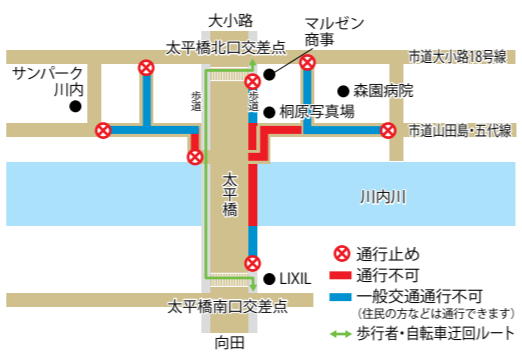 大小路
マルゼン
商事
太平橋北口交差点
市道大小路18号線
サンパーク
川内
歩道
歩道
森園病院
桐原写真場
市道山田島・五代線
太平橋
川内川
LIXIL
太平橋南口交差点
向田
通行止め
通行不可
一般交通通行不可
(住民の方などは通行できます)
歩行者・自転車迂回ルート